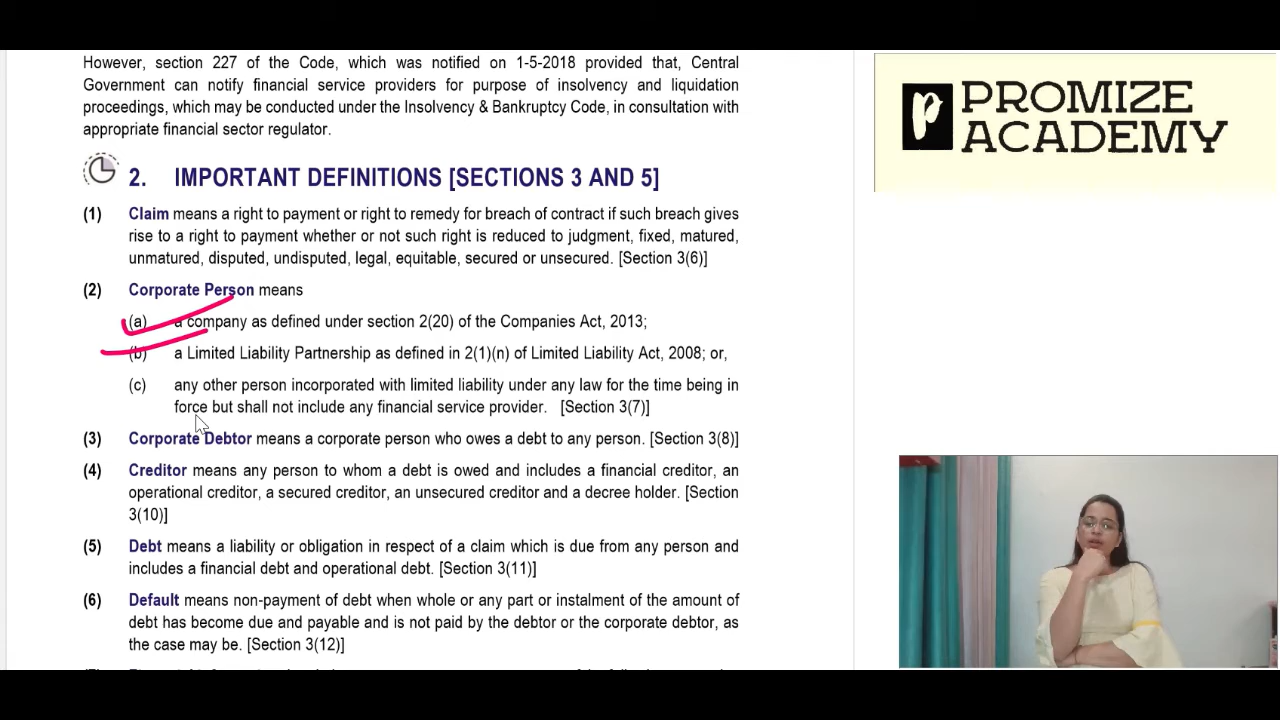 However, section 227 of the Code, which was notified on 1-5-2018 provided that, Central
Government can notify financial service providers for purpose of insolvency and liquidation
proceedings, which may be conducted under the Insolvency & Bankruptcy Code, in consultation with
appropriate financial sector regulator.
2. IMPORTANT DEFINITIONS [SECTIONS 3 AND 5]
(1) Claim means a right to payment or right to remedy for breach of contract if such breach gives
rise to a right to payment whether or not such right is reduced to judgment, fixed, matured,
unmatured, disputed, undisputed, legal, equitable, secured or unsecured. [Section 3(6)]
(2) Corporate Person means
(a) a company as defined under section 2(20) of the Companies Act, 2013;
(b) a Limited Liability Partnership as defined in 2(1)(n) of Limited Liability Act, 2008; or,
(c) any other person incorporated with limited liability under any law for the time being in
force but shall not include any financial service provider. [Section 3(7)]
(3) Corporate Debtor means a corporate person who owes a debt to any person. [Section 3(8)]
(4) Creditor means any person to whom a debt is owed and includes a financial creditor, an
operational creditor, a secured creditor, an unsecured creditor and a decree holder. [Section
3(10)]
(5) Debt means a liability or obligation in respect of a claim which is due from any person and
includes a financial debt and operational debt. [Section 3(11)]
(6) Default means non-payment of debt when whole or any part or instalment of the amount of
debt has become due and payable and is not paid by the debtor or the corporate debtor, as
the case may be. [Section 3(12)]
p PROMIZE
ACADEMY